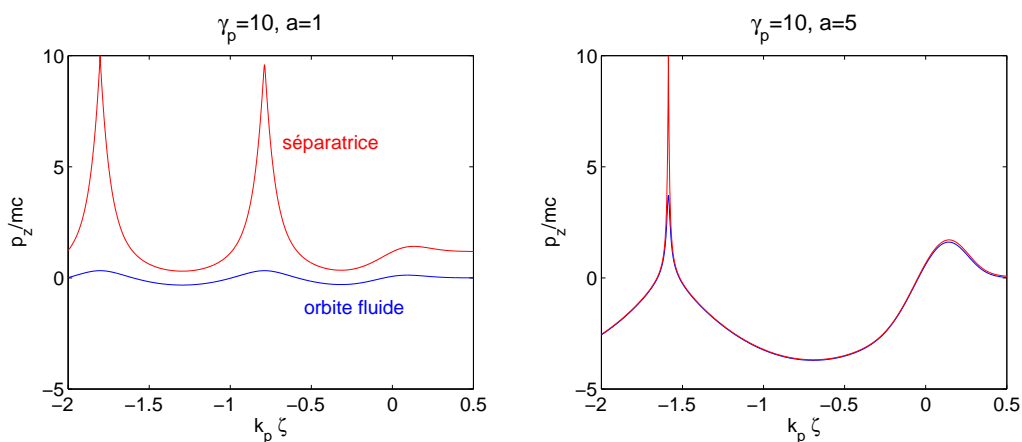 γp=10, a=1
10
5
0
−5
−2
−1.5
−1
−0.5
0
0.5
pz/mc
kp ζ
séparatrice
orbite fluide
γp=10, a=5
10
5
0
−5
−2
−1.5
−1
−0.5
0
0.5
pz/mc
kp ζ